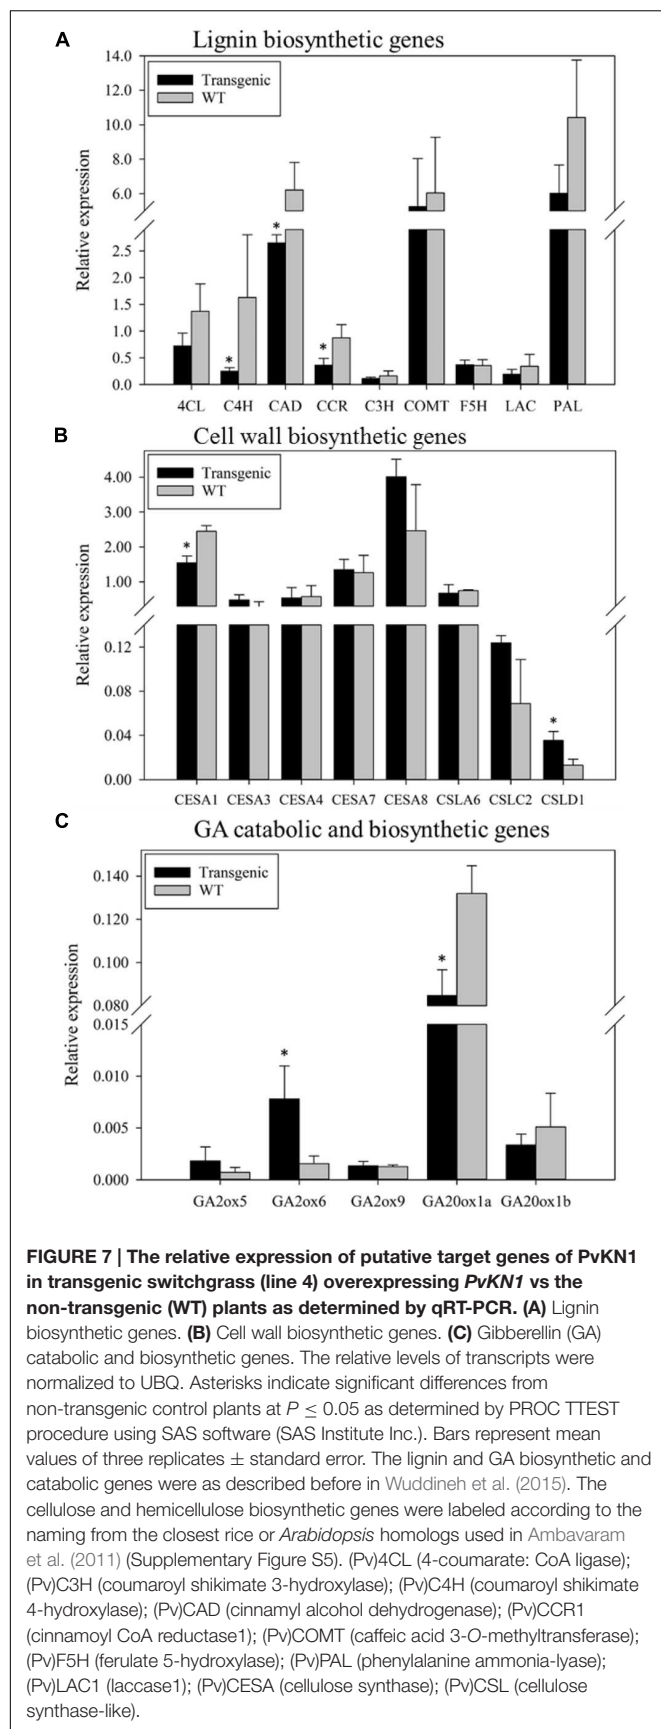 A
Lignin biosynthetic genes
Transgenic
WT
Relative expression
14.0
10.0
6.0
2.5
2.0
1.5
1.0
0.5
0.0
*
*
*
4CL C4H CAD CCR C3H COMT F5H LAC PAL
B
Cell wall biosynthetic genes
Transgenic
WT
Relative expression
4.00
3.00
2.00
1.00
0.12
0.08
0.04
0.00
*
*
CESA1 CESA3 CESA4 CESA7 CESA8 CSLA6 CSLC2 CSLD1
C
GA catabolic and biosynthetic genes
Transgenic
WT
Relative expression
0.140
0.120
0.100
0.080
0.015
0.010
0.005
0.000
*
*
GA2ox5 GA2ox6 GA2ox9 GA20ox1a GA20ox1b
FIGURE 7 | The relative expression of putative target genes of PvKN1
in transgenic switchgrass (line 4) overexpressing PvKN1 vs the
non-transgenic (WT) plants as determined by qRT-PCR. (A) Lignin
biosynthetic genes. (B) Cell wall biosynthetic genes. (C) Gibberellin (GA)
catabolic and biosynthetic genes. The relative levels of transcripts were
normalized to UBQ. Asterisks indicate significant differences from
non-transgenic control plants at P ≤ 0.05 as determined by PROC TTEST
procedure using SAS software (SAS Institute Inc.). Bars represent mean
values of three replicates ± standard error. The lignin and GA biosynthetic and
catabolic genes were as described before in Wuddineh et al. (2015). The
cellulose and hemicellulose biosynthetic genes were labeled according to the
naming from the closest rice or Arabidopsis homologs used in Ambavaram
et al. (2011) (Supplementary Figure S5). (Pv)4CL (4-coumarate: CoA ligase);
(Pv)C3H (coumaroyl shikimate 3-hydroxylase); (Pv)C4H (coumaroyl shikimate
4-hydroxylase); (Pv)CAD (cinnamyl alcohol dehydrogenase); (Pv)CCR1
(cinnamoyl CoA reductase1); (Pv)COMT (caffeic acid 3-O-methyltransferase);
(Pv)F5H (ferulate 5-hydroxylase); (Pv)PAL (phenylalanine ammonia-lyase);
(Pv)LAC1 (laccase1); (Pv)CESA (cellulose synthase); (Pv)CSL (cellulose
synthase-like).